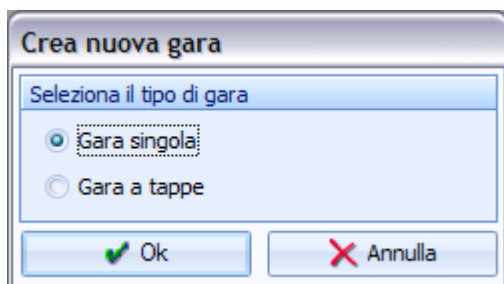 Crea nuova gara
Seleziona il tipo di gara
Gara singola
Gara a tappe
Ok
Annulla